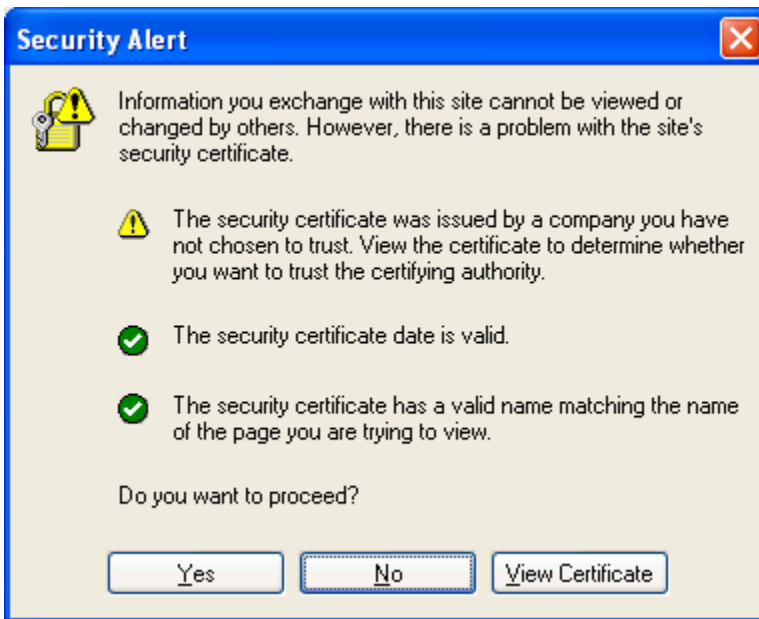 Security Alert
Information you exchange with this site cannot be viewed or
changed by others. However, there is a problem with the site's
security certificate.
The security certificate was issued by a company you have
not chosen to trust. View the certificate to determine whether
you want to trust the certifying authority.
The security certificate date is valid.
The security certificate has a valid name matching the name
of the page you are trying to view.
Do you want to proceed?
Yes No View Certificate